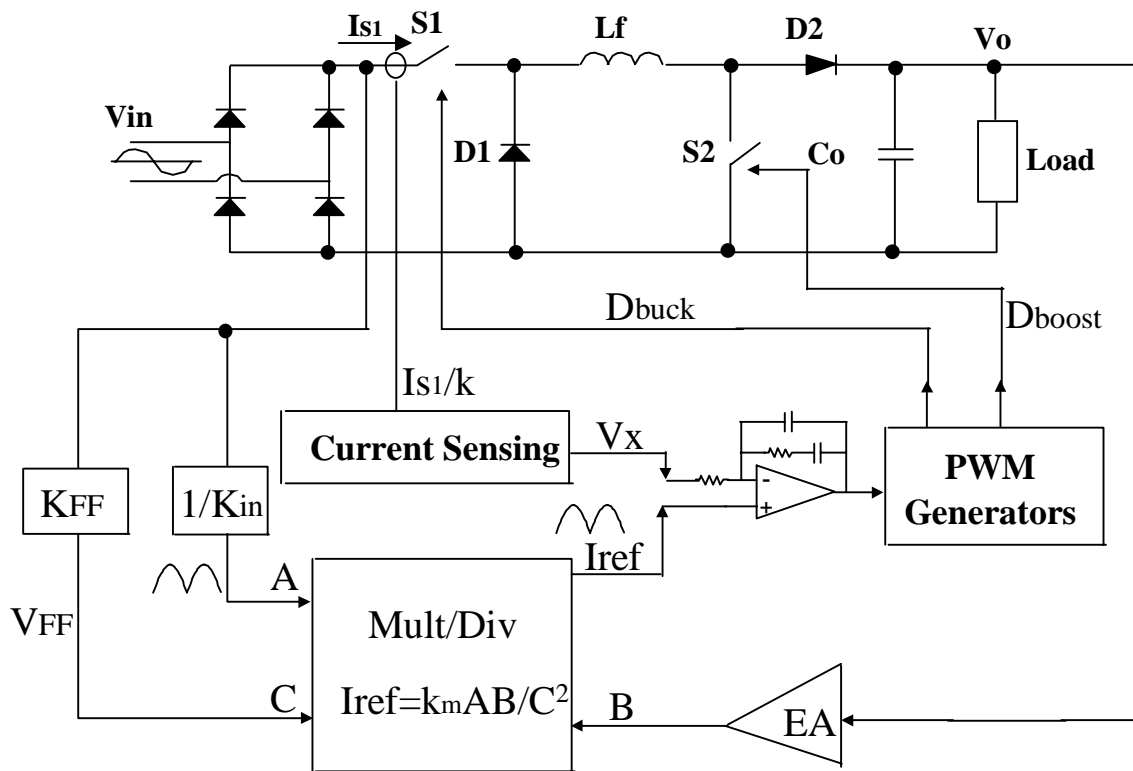 Is1
S1
Lf
D2
Vo
Vin
D1
S2
Co
Load
Dbuck
Dboost
Is1/k
Current Sensing
Vx
-
+
PWM
Generators
KFF
1/Kin
Iref
A
VFF
Mult/Div
C
Iref=kmAB/C²
B
EA